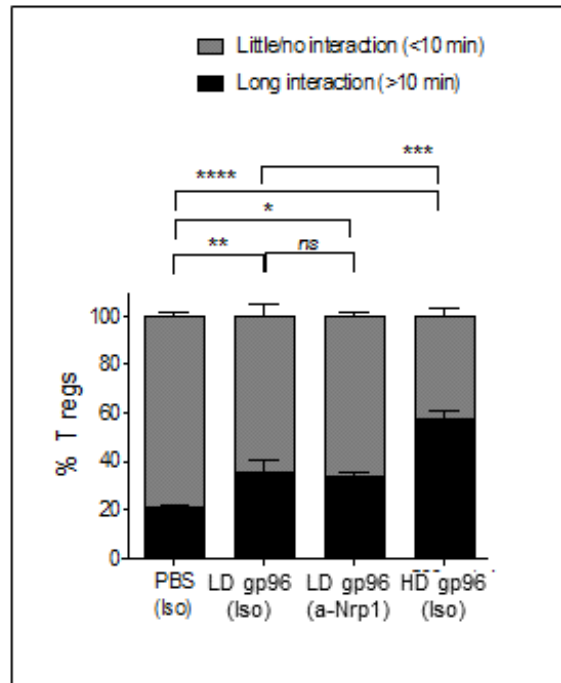 Little/no interaction (<10 min)
Long interaction (>10 min)
***
****
*
**
ns
100
80
60
40
20
0
% T regs
PBS LD gp96 LD gp96 HD gp96
(Iso) (Iso) (a-Nrp1) (Iso)